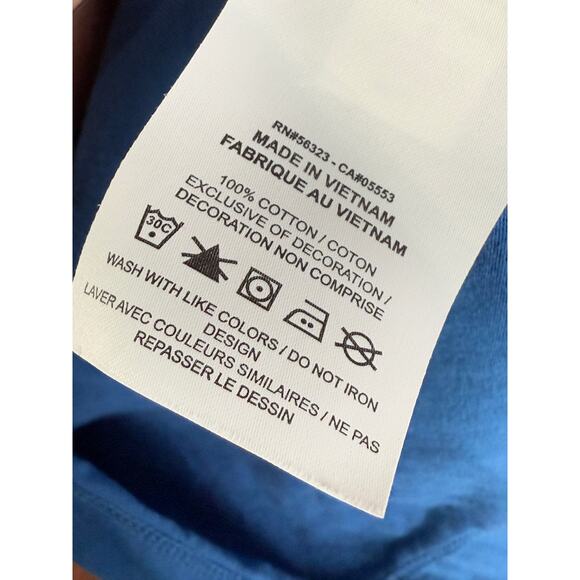 RN#56323 - CA#05553
MADE IN VIETNAM
FABRIQUE AU VIETNAM
100% COTTON / COTON
EXCLUSIVE OF DECORATION /
DECORATION NON COMPRISE
30C
WASH WITH LIKE COLORS / DO NOT IRON
DESIGN
LAVER AVEC COULEURS SIMILAIRES / NE PAS
REPASSER LE DESSIN